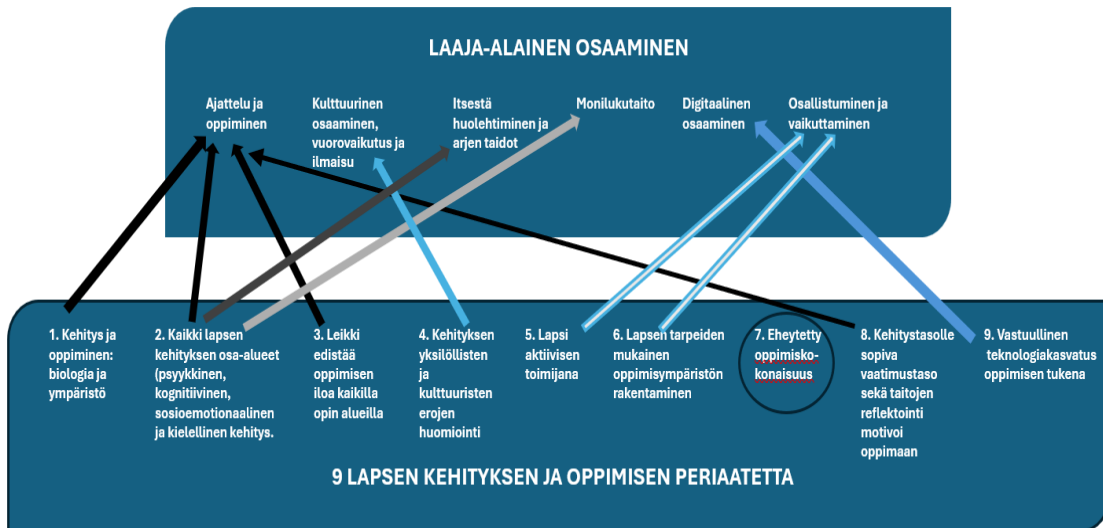 LAAJA-ALAINEN OSAAMINEN
Ajattelu ja
oppiminen
Kulttuurinen
osaaminen,
vuorovaikutus ja
ilmaisu
Itsestä
huolehtiminen ja
arjen taidot
Monilukutaito
Digitaalinen
osaaminen
Osallistuminen ja
vaikuttaminen
1. Kehitys ja
oppiminen:
biologia ja
ympäristö
2. Kaikki lapsen
kehityksen osa-alueet
(psyykkinen,
kognitiivinen,
sosioemotionaalinen
ja kielellinen kehitys.
3. Leikki
edistää
oppimisen
iloa kaikilla
opin alueilla
4. Kehityksen
yksilöllisten
ja
kulttuuristen
erojen
huomiointi
5. Lapsi
aktiivisen
toimijana
6. Lapsen tarpeiden
mukainen
oppimisympäristön
rakentaminen
7. Eheytetty
oppimisko-
konaisuus
8. Kehitystasolle
sopiva
vaatimustaso
sekä taitojen
reflektointi
motivoi
oppimaan
9. Vastuullinen
teknologiakasvatus
oppimisen tukena
9 LAPSEN KEHITYKSEN JA OPPIMISEN PERIAATETTA